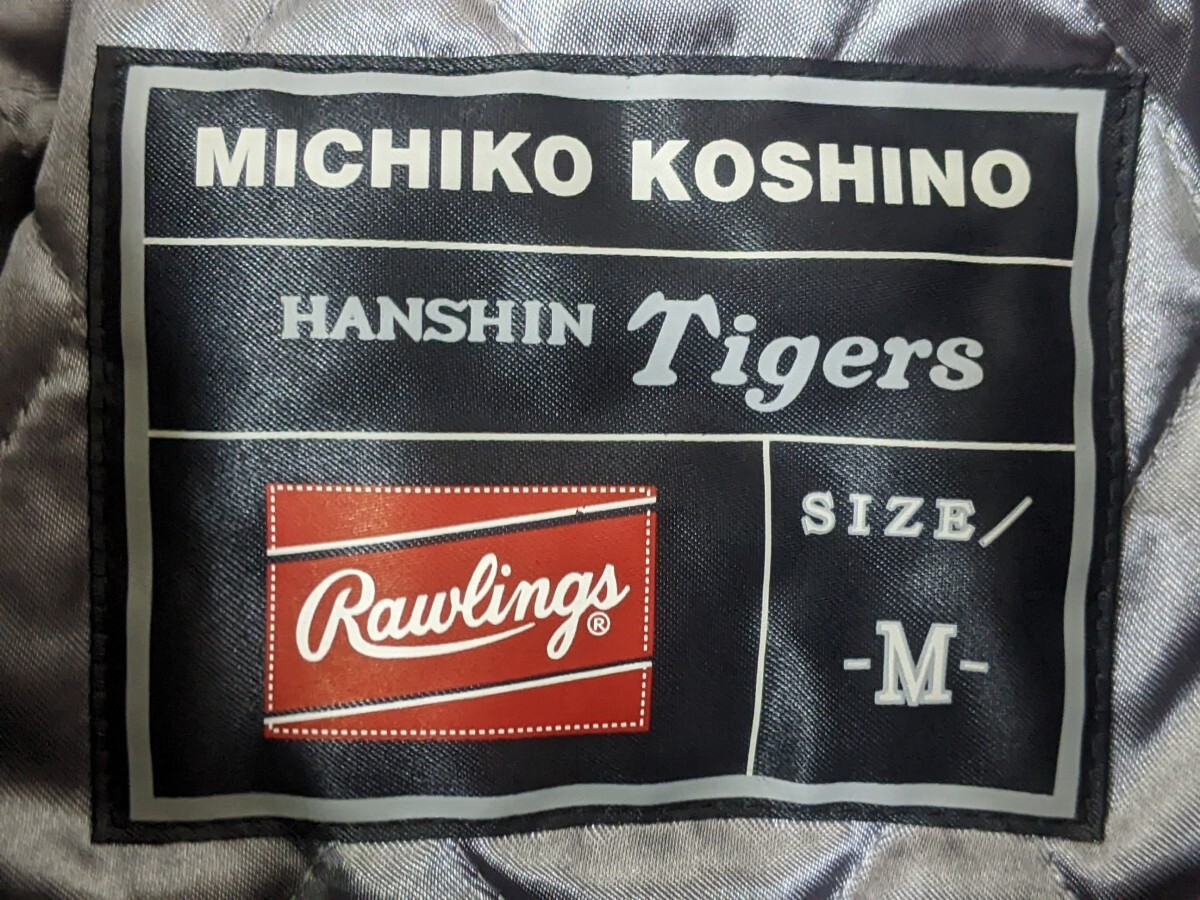 MICHIKO KOSHINO
HANSHIN Tigers
Rawlings®
SIZE/
-M-